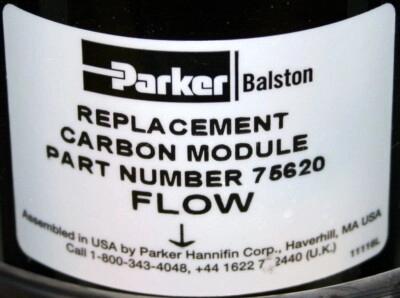 Parker Balston
REPLACEMENT
CARBON MODULE
PART NUMBER 75620
FLOW
Assembled in USA by Parker Hannifin Corp., Haverhill, MA USA
Call 1-800-343-4048, +44 1622 (U.K.)
11116L